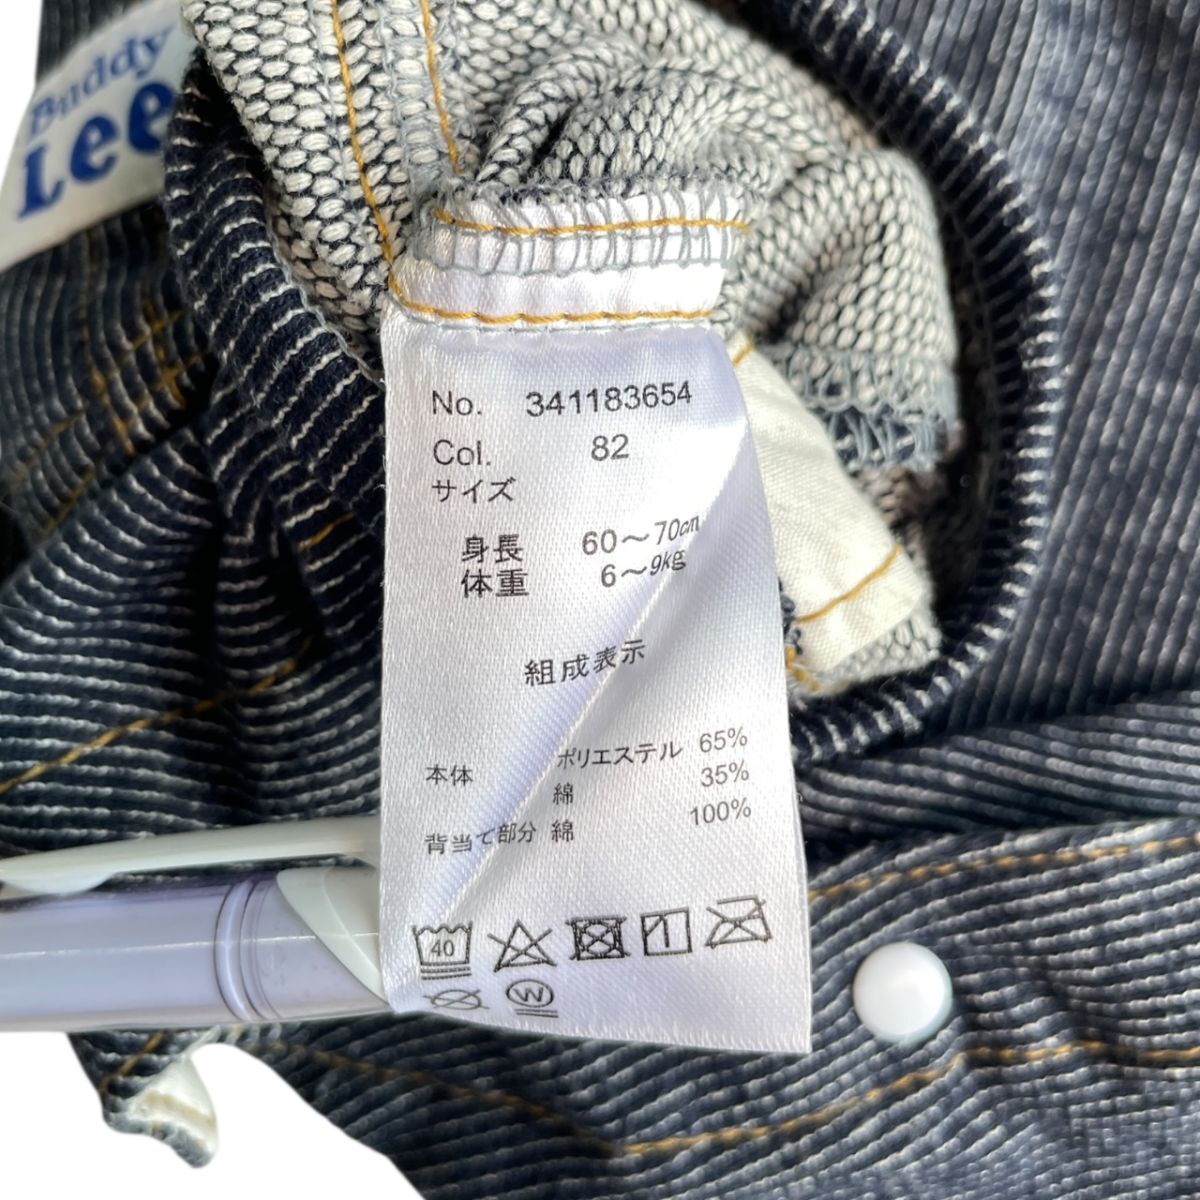 Buddy
Lee
No. 341183654
Col. 82
サイズ
身長 60～70cm
体重 6～9kg
組成表示
本体 ポリエステル 65%
綿 35%
背当て部分 綿 100%
40
W